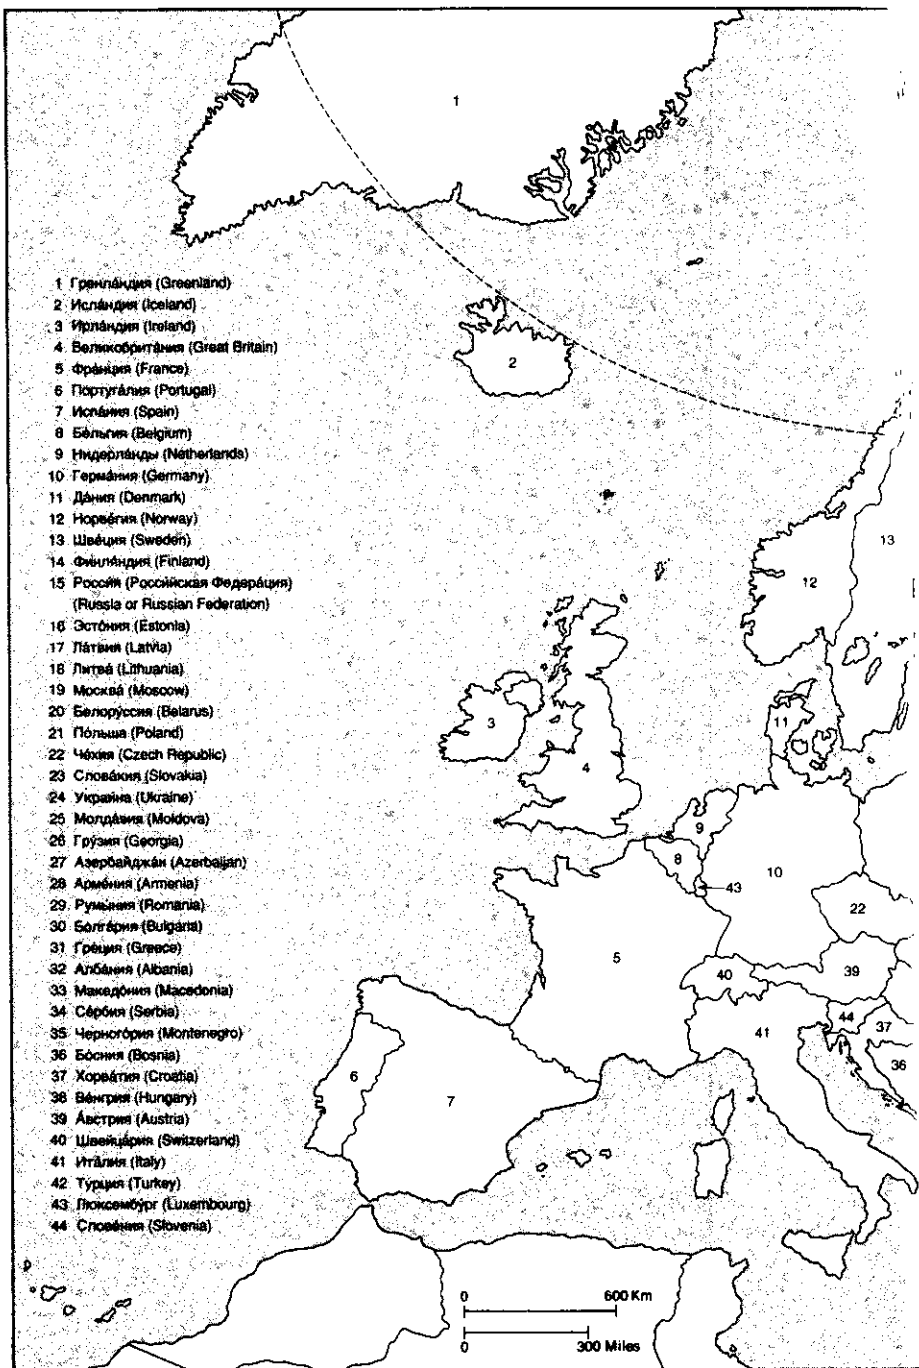 1
1 Гренла́ндия (Greenland)
2 Исла́ндия (Iceland)
3 Ирла́ндия (Ireland)
4 Великобрита́ния (Great Britain)
5 Фра́нция (France)
6 Португа́лия (Portugal)
7 Испа́ния (Spain)
8 Бе́льгия (Belgium)
9 Нидерла́нды (Netherlands)
10 Герма́ния (Germany)
11 Да́ния (Denmark)
12 Норве́гия (Norway)
13 Шве́ция (Sweden)
14 Финля́ндия (Finland)
15 Росси́я (Росси́йская Федера́ция)
(Russia or Russian Federation)
16 Эсто́ния (Estonia)
17 Ла́твия (Latvia)
18 Литва́ (Lithuania)
19 Москва́ (Moscow)
20 Белору́ссия (Belarus)
21 По́льша (Poland)
22 Че́хия (Czech Republic)
23 Слова́кия (Slovakia)
24 Украи́на (Ukraine)
25 Молда́вия (Moldova)
26 Гру́зия (Georgia)
27 Азербайджа́н (Azerbaijan)
28 Арме́ния (Armenia)
29 Румы́ния (Romania)
30 Болга́рия (Bulgaria)
31 Гре́ция (Greece)
32 Алба́ния (Albania)
33 Македо́ния (Macedonia)
34 Се́рбия (Serbia)
35 Черного́рия (Montenegro)
36 Бо́сния (Bosnia)
37 Хорва́тия (Croatia)
38 Ве́нгрия (Hungary)
39 А́встрия (Austria)
40 Швейца́рия (Switzerland)
41 Ита́лия (Italy)
42 Ту́рция (Turkey)
43 Люксембу́рг (Luxembourg)
44 Слове́ния (Slovenia)
2
13
12
3
11
4
9
8
10
43
22
5
40
39
44
37
41
36
6
7
0 600 Km
0 300 Miles